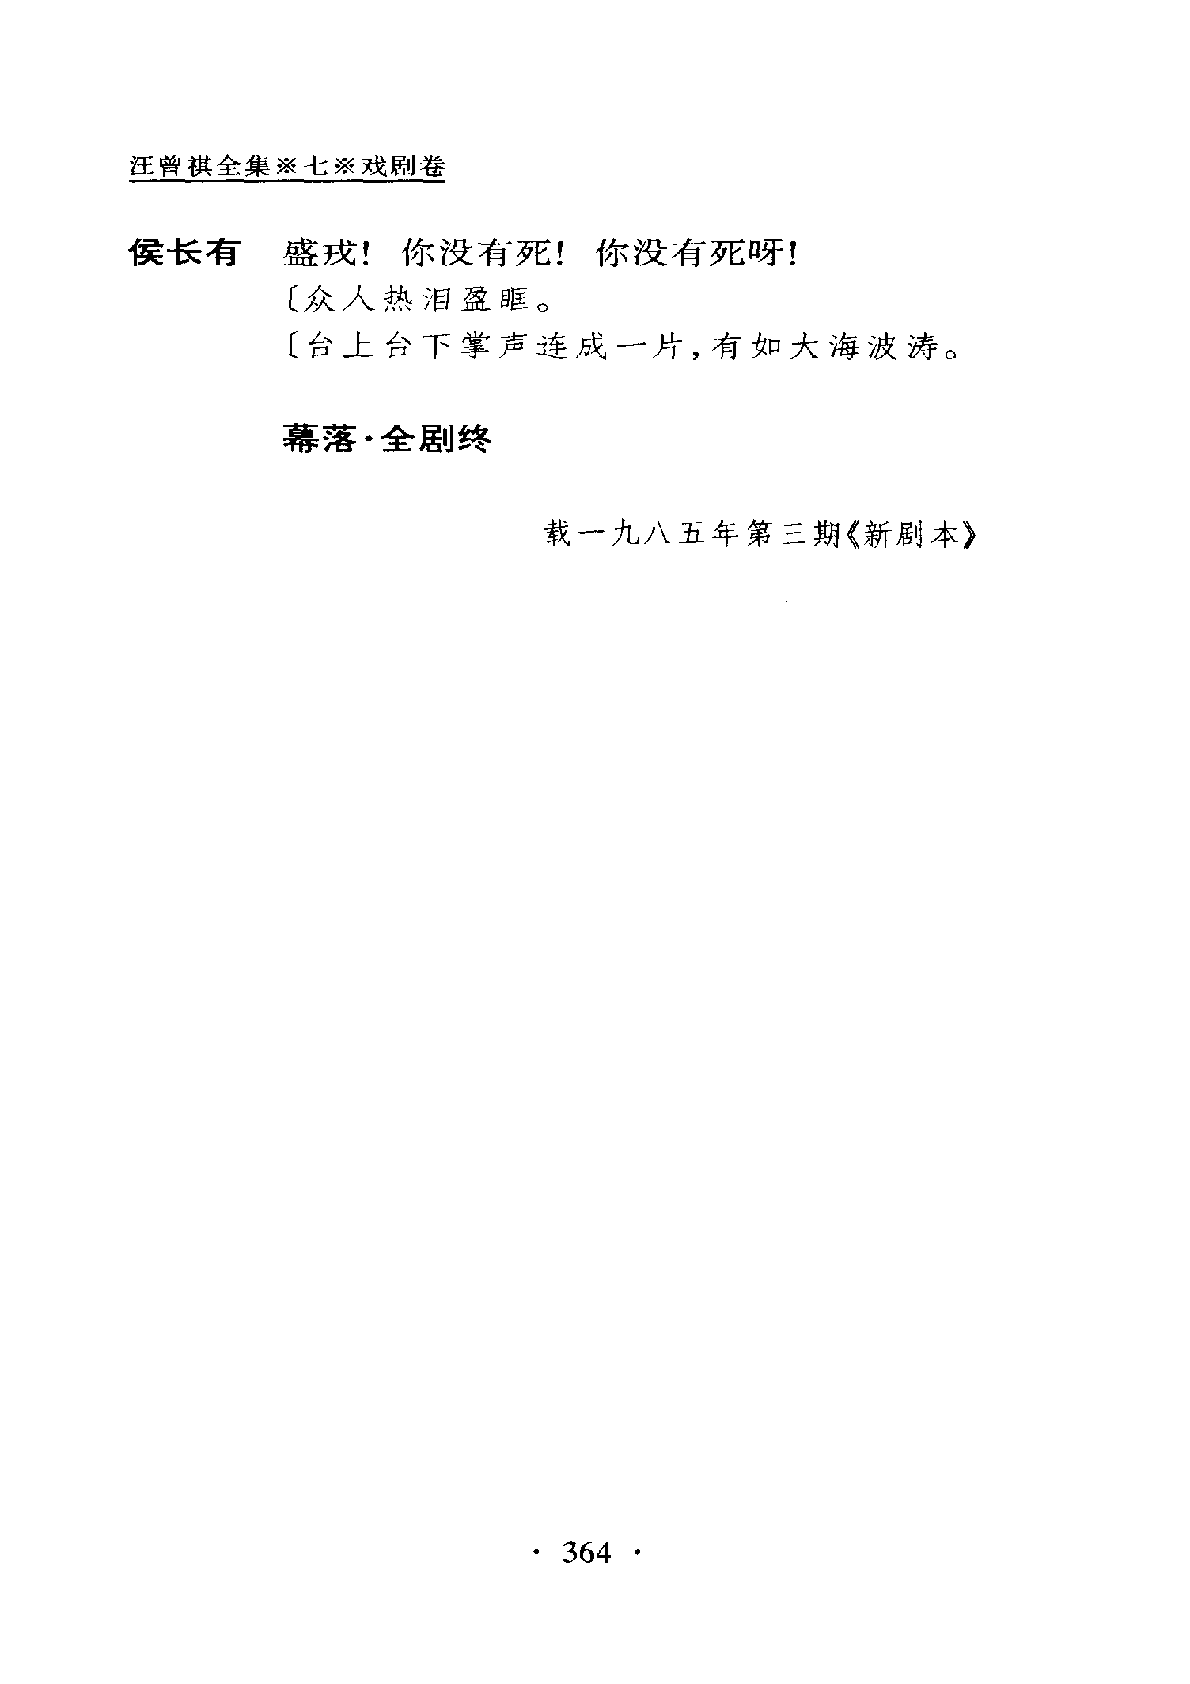 汪曾祺全集※七※戏剧卷
侯长有 盛戎！你没有死！你没有死呀！
〔众人热泪盈眶。
〔台上台下掌声连成一片，有如大海波涛。
幕落·全剧终
载一九八五年第三期《新剧本》
· 364 ·